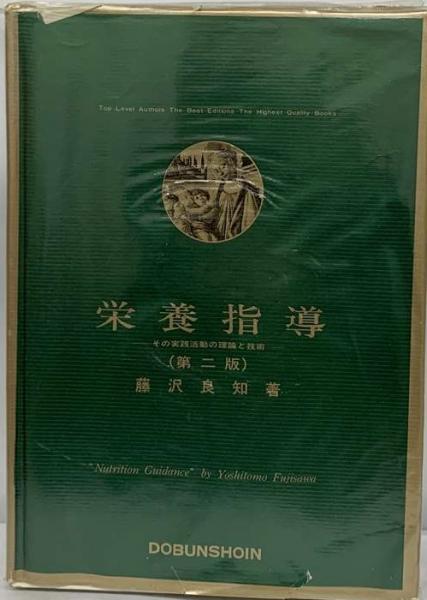 Top Level Authors The Best Editions The Highest Quality Books
栄養指導
その実践活動の理論と技術
(第二版)
藤沢良知著
"Nutrition Guidance" by Yoshitomo Fujisawa
DOBUNSHOIN